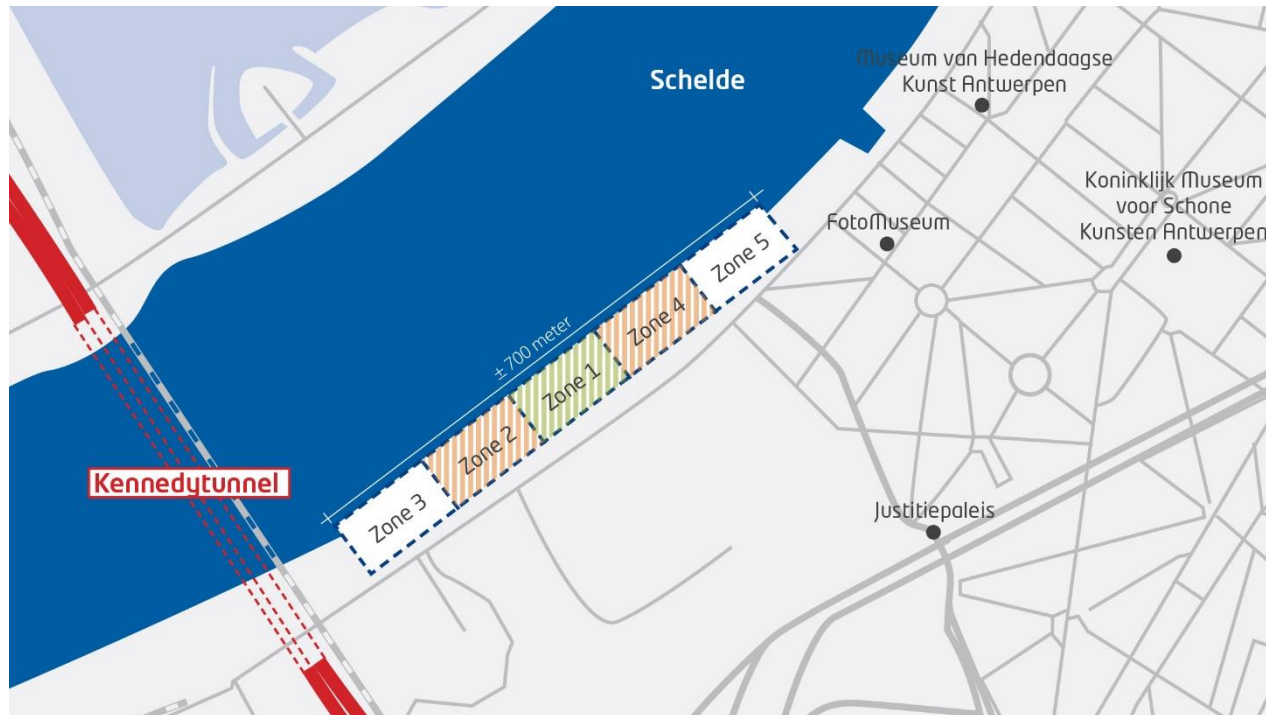 Schelde
Museum van Hedendaagse
Kunst Antwerpen
Koninklijk Museum
voor Schone
Kunsten Antwerpen
FotoMuseum
Zone 5
Zone 4
± 700 meter
Zone 1
Zone 2
Zone 3
Kennedytunnel
Justitiepaleis